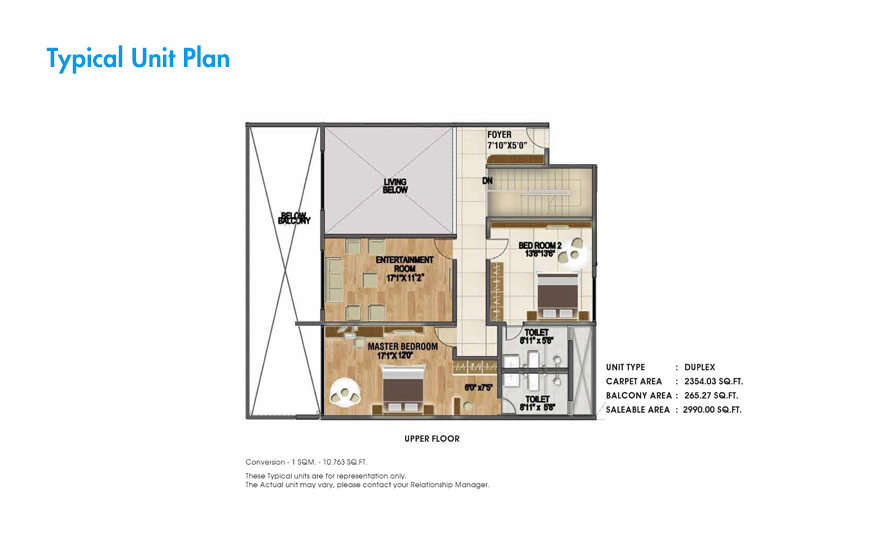 Typical Unit Plan
FOYER
7'10"X5'0"
LIVING
BELOW
DN
BELOW
BALCONY
BED ROOM 2
13'8"13'6"
ENTERTAINMENT
ROOM
17'1"X 11'2"
TOILET
8'11" x 5'8"
MASTER BEDROOM
17'1"X 12'0"
6'0" x7'5"
TOILET
8'11" x 5'8"
UNIT TYPE : DUPLEX
CARPET AREA : 2354.03 SQ.FT.
BALCONY AREA : 265.27 SQ.FT.
SALEABLE AREA : 2990.00 SQ.FT.
UPPER FLOOR
Conversion - 1 SQM. - 10.763 SQ.FT.
These Typical units are for representation only.
The Actual unit may vary, please contact your Relationship Manager.